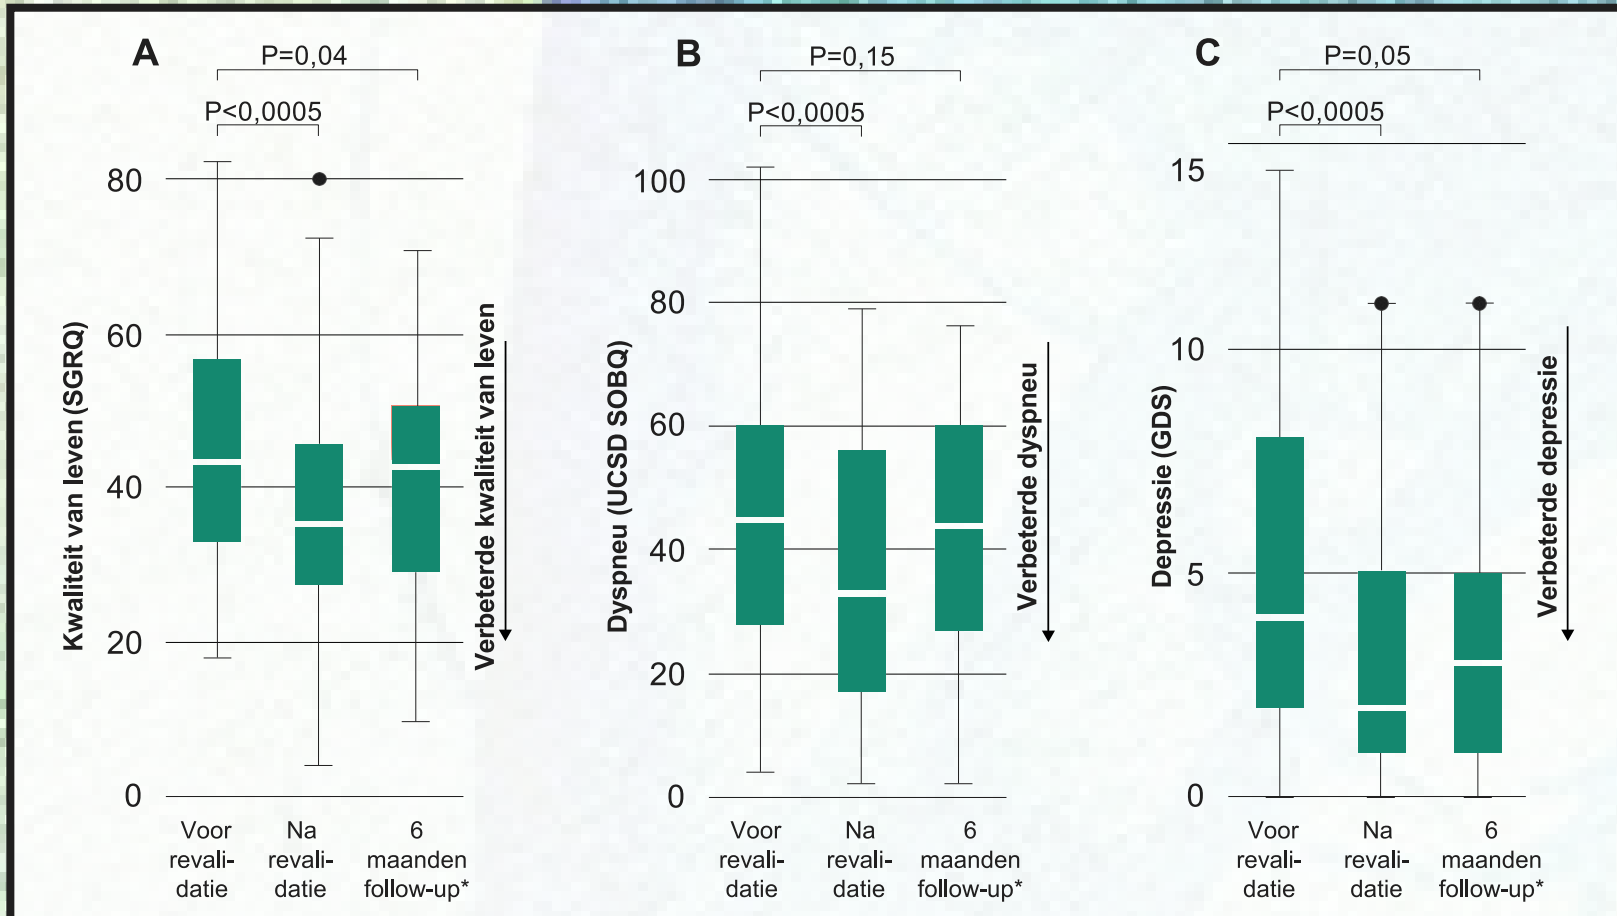 A
P=0,04
P<0,0005
80
60
40
20
0
Kwaliteit van leven (SGRQ)
Verbeterde kwaliteit van leven
Voor
revali-
datie
Na
revali-
datie
6
maanden
follow-up*
B
P=0,15
P<0,0005
100
80
60
40
20
0
Dyspneu (UCSD SOBQ)
Verbeterde dyspneu
Voor
revali-
datie
Na
revali-
datie
6
maanden
follow-up*
C
P=0,05
P<0,0005
15
10
5
0
Depressie (GDS)
Verbeterde depressie
Voor
revali-
datie
Na
revali-
datie
6
maanden
follow-up*